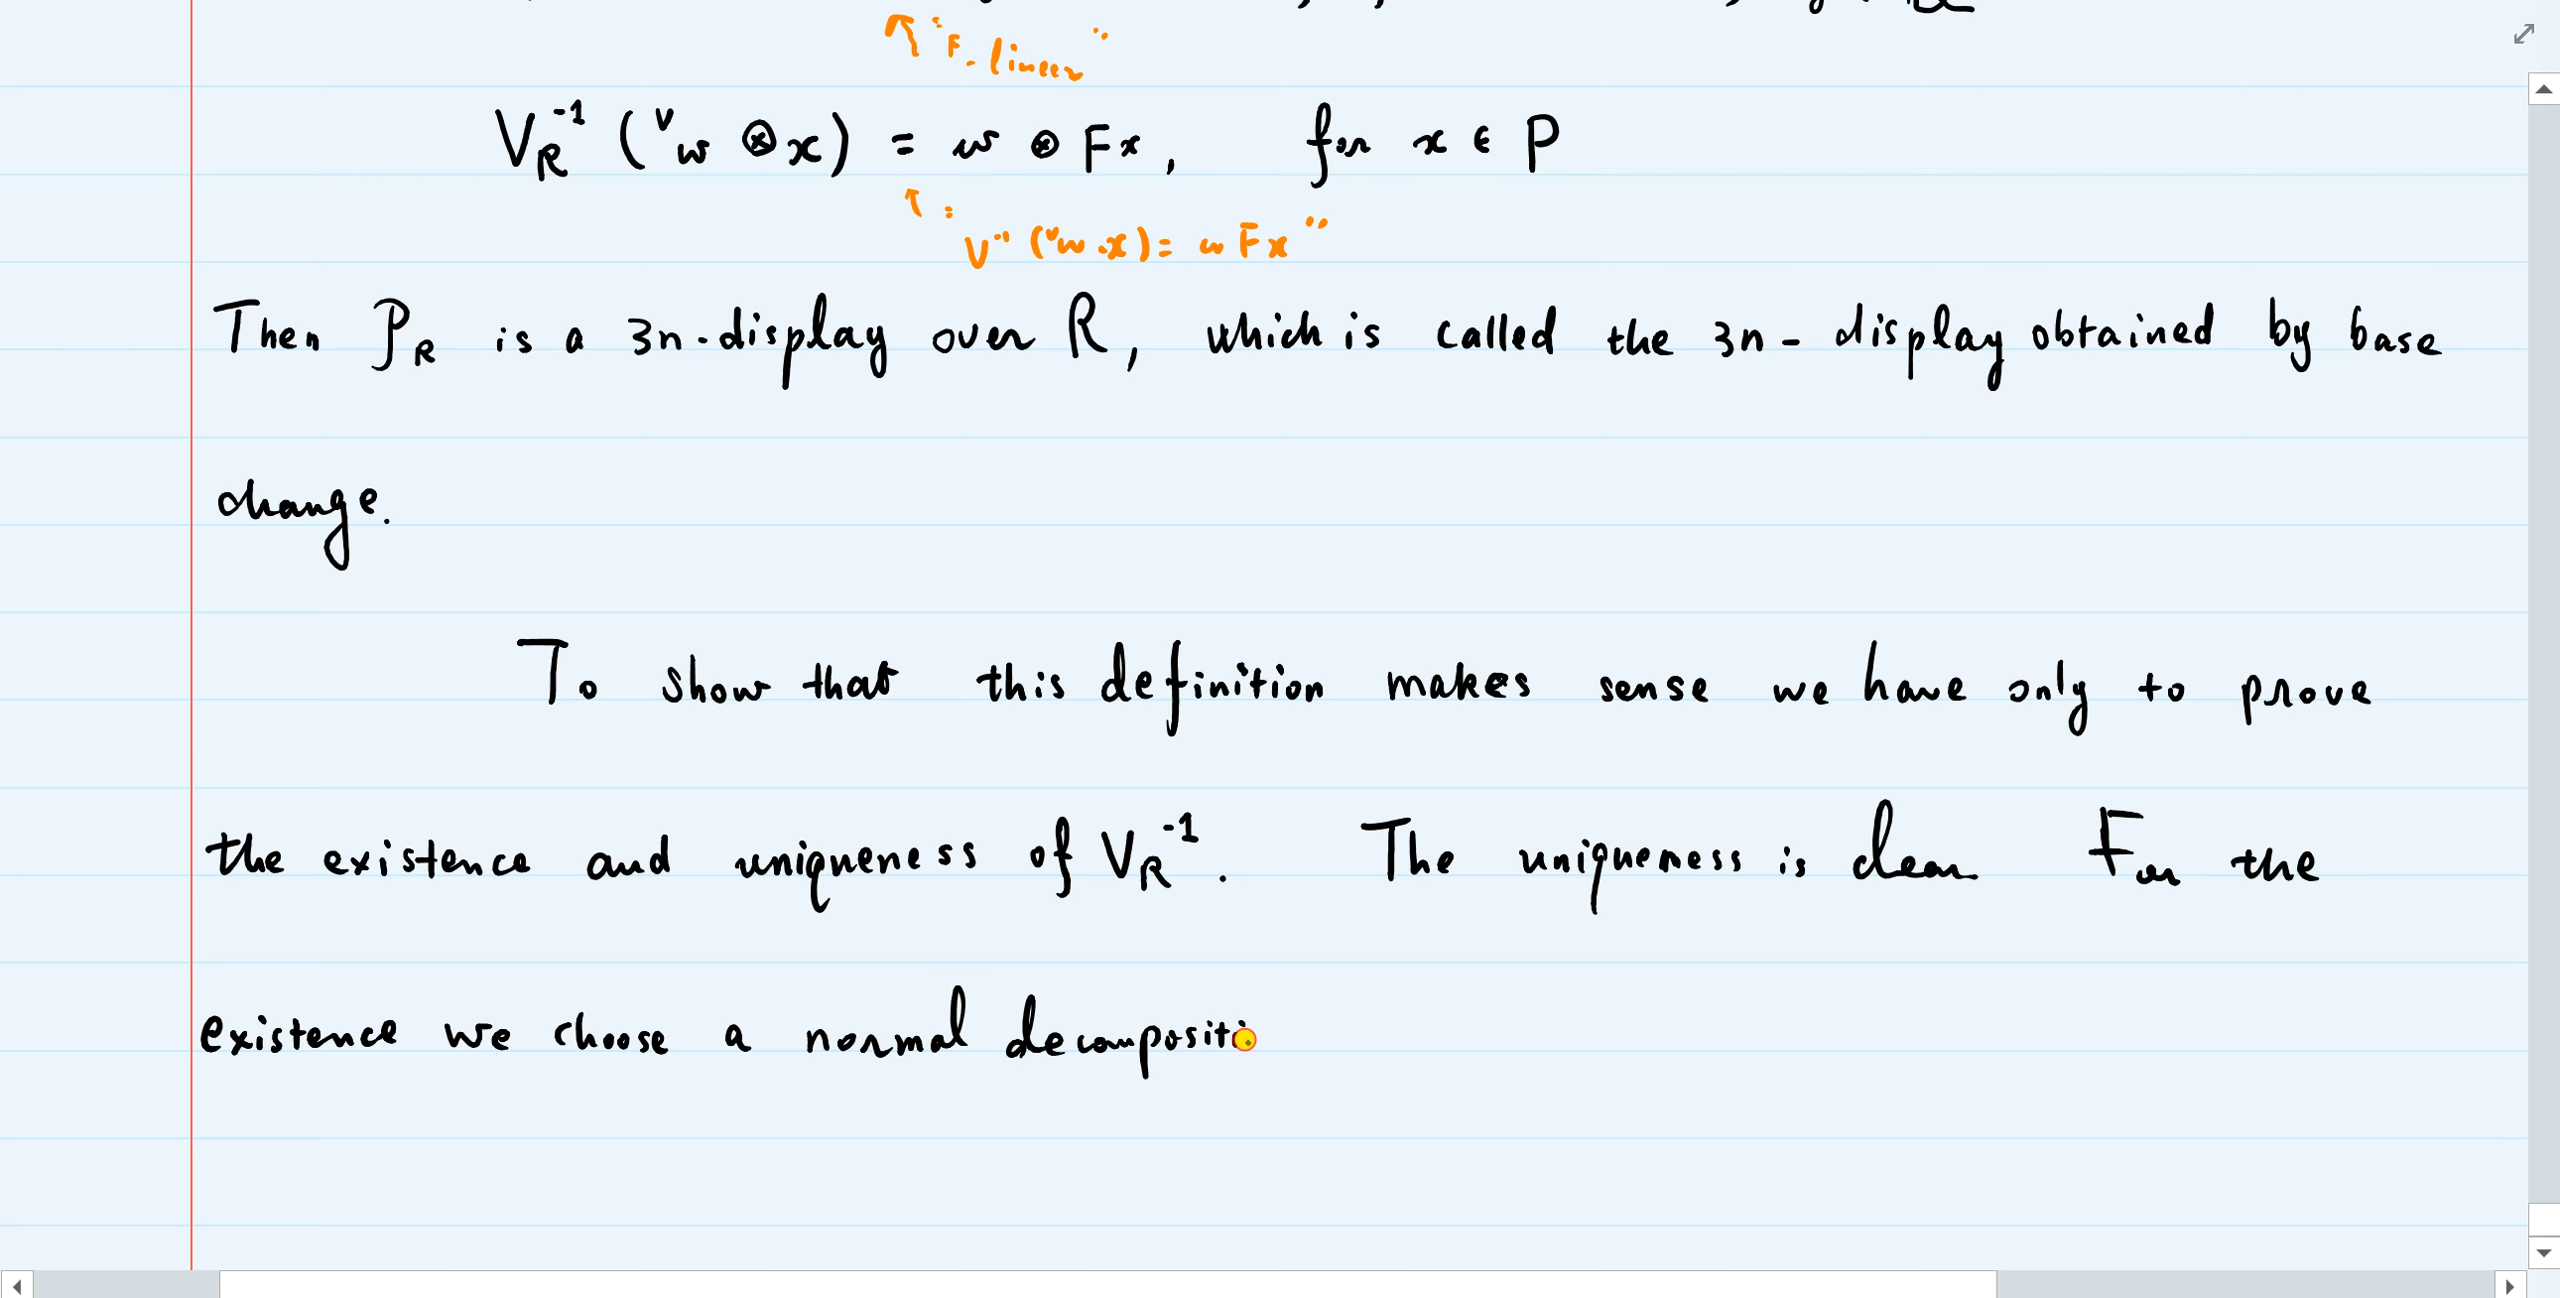 "F-linear"
V_R^{-1} (^V w ⊗ x) = w ⊗ Fx, for x ∈ P
"V^{-1} (^V w·x) = w Fx"
Then P_R is a 3n-display over R, which is called the 3n-display obtained by base
change.
To show that this definition makes sense we have only to prove
the existence and uniqueness of V_R^{-1}. The uniqueness is clear For the
existence we choose a normal decompositi